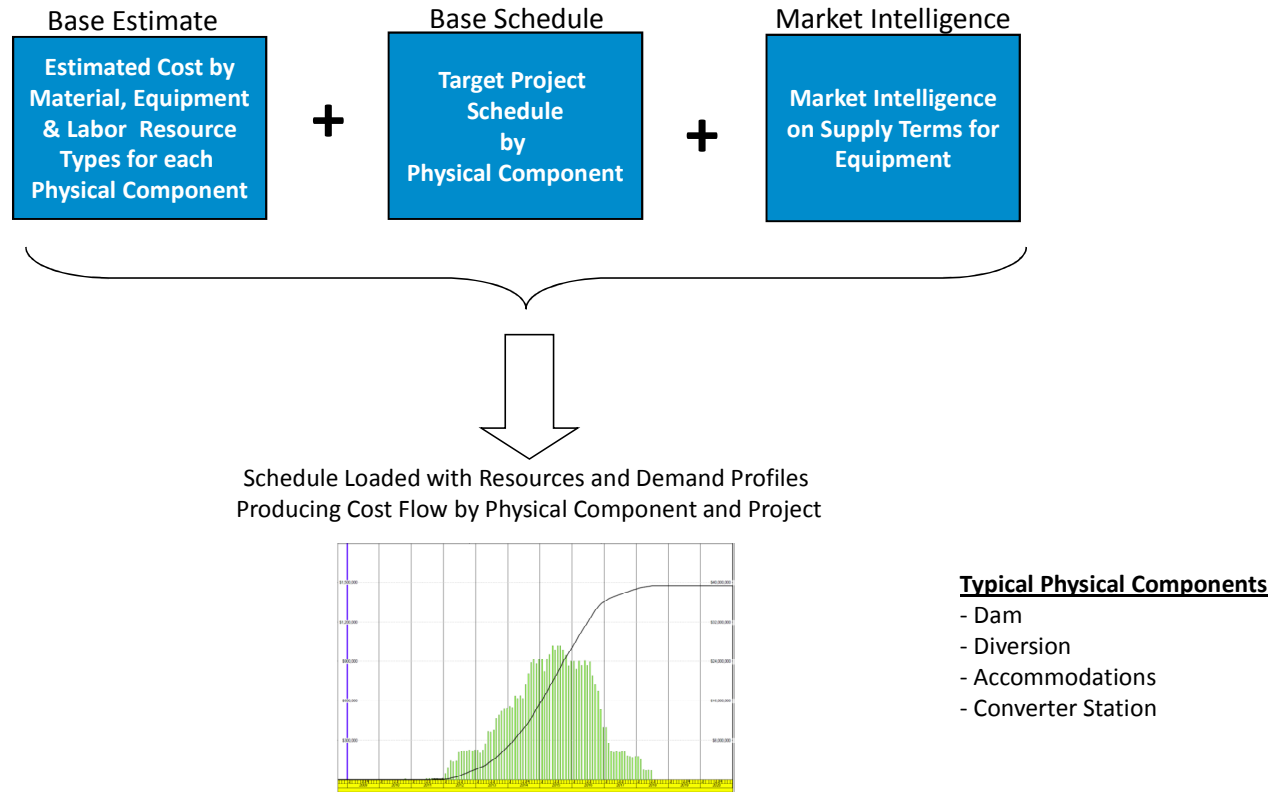 Base Estimate
Base Schedule
Market Intelligence
Estimated Cost by
Material, Equipment
& Labor Resource
Types for each
Physical Component
+
Target Project
Schedule
by
Physical Component
+
Market Intelligence
on Supply Terms for
Equipment
Schedule Loaded with Resources and Demand Profiles
Producing Cost Flow by Physical Component and Project
Typical Physical Components
- Dam
- Diversion
- Accommodations
- Converter Station